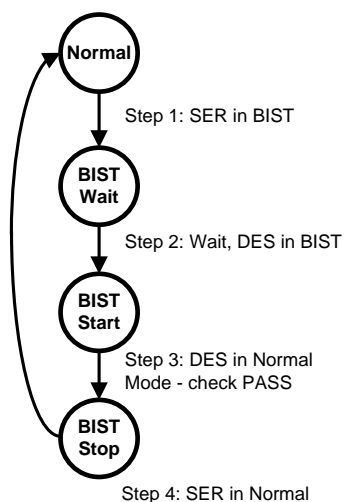 Normal
Step 1: SER in BIST
BIST
Wait
Step 2: Wait, DES in BIST
BIST
Start
Step 3: DES in Normal
Mode - check PASS
BIST
Stop
Step 4: SER in Normal